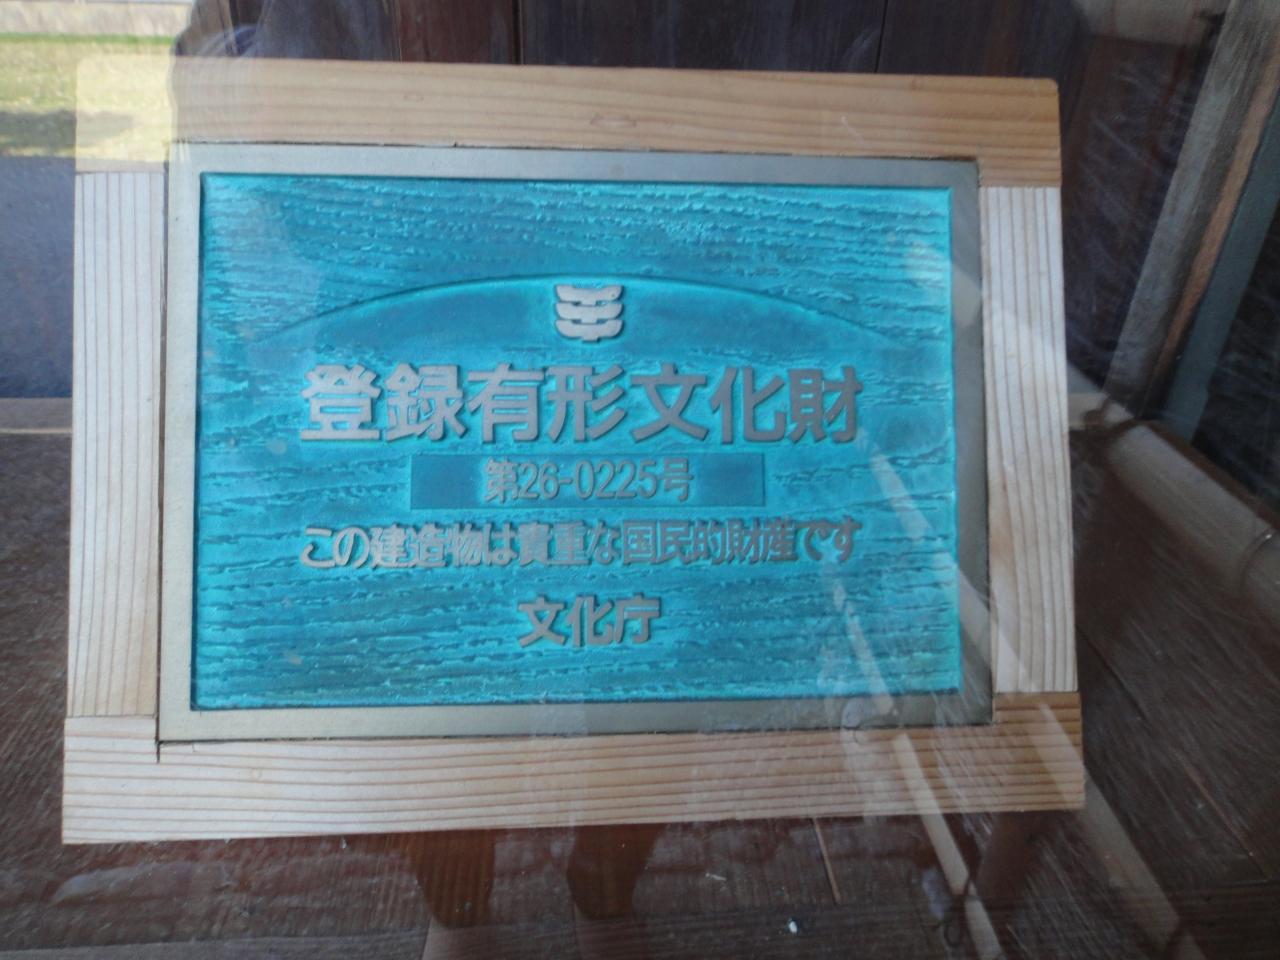 登録有形文化財
第26-0225号
この建造物は貴重な国民的財産です
文化庁